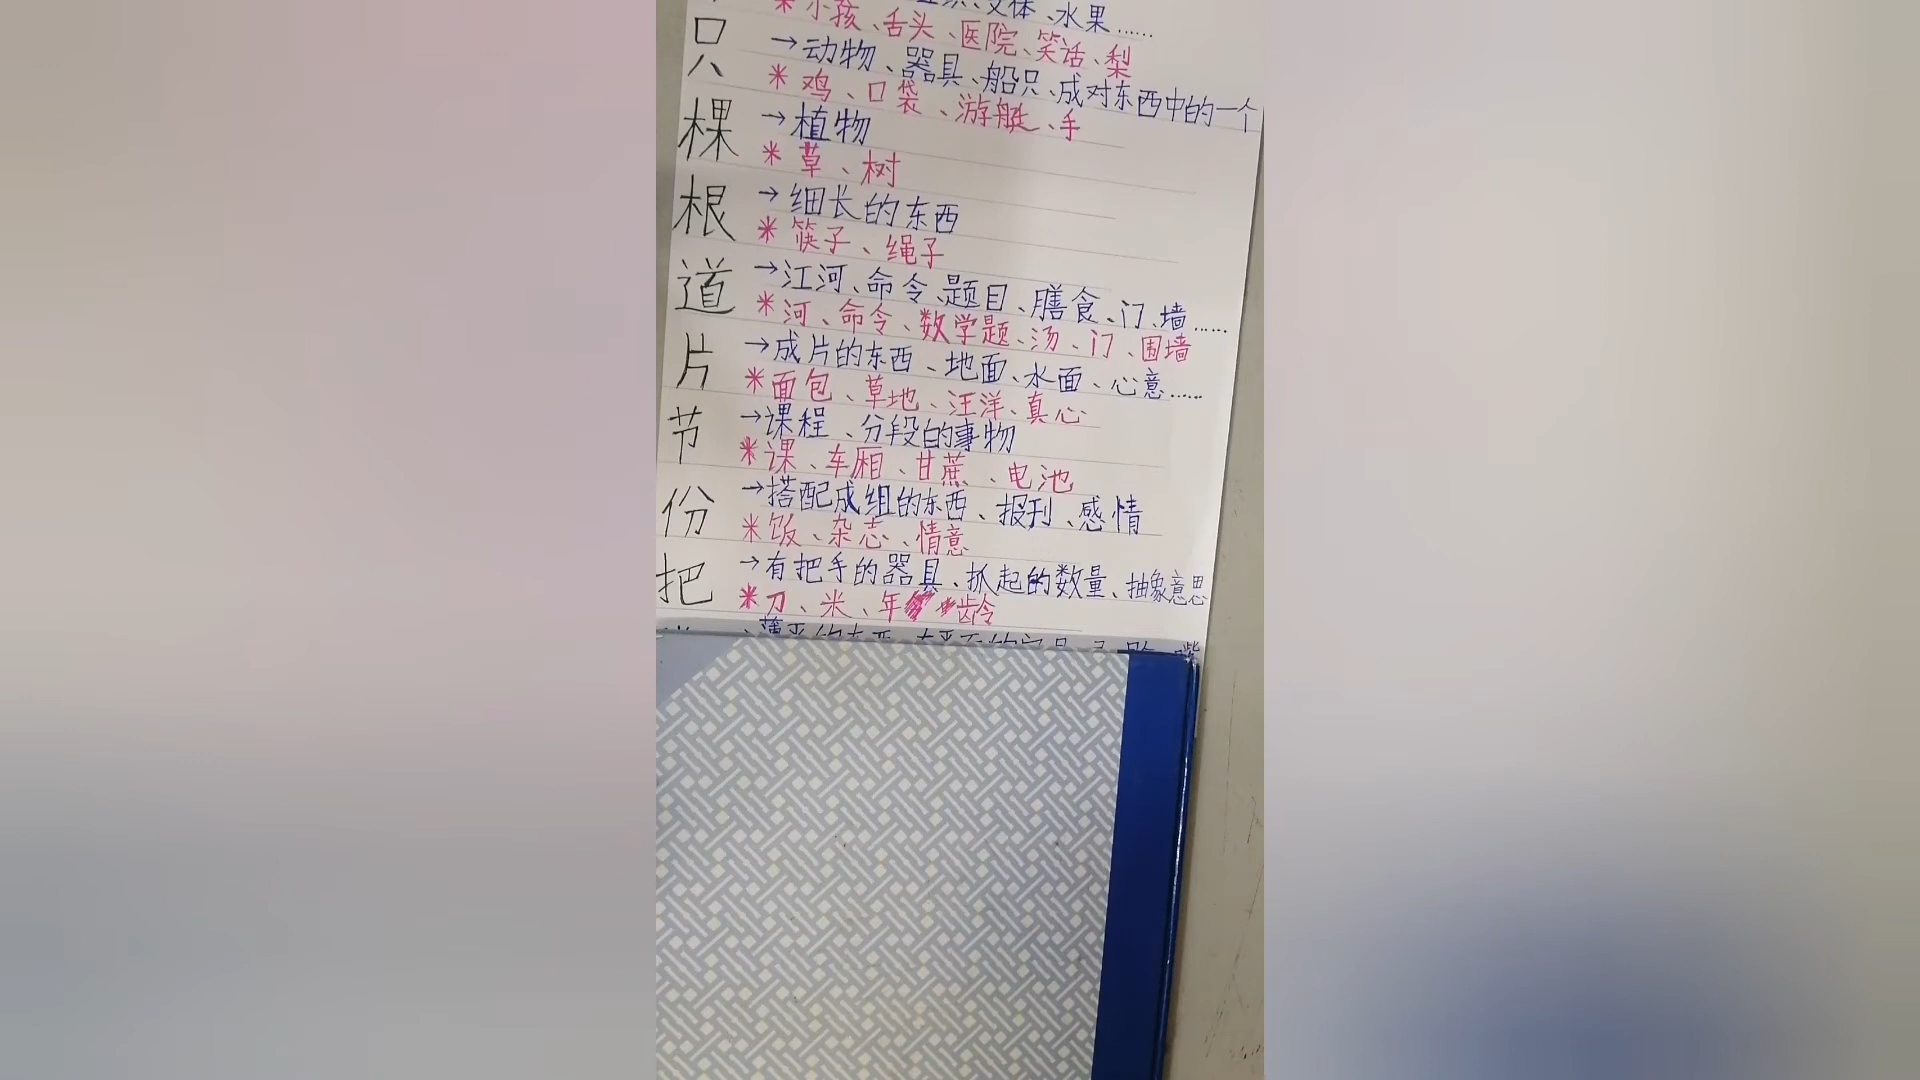 文体、水果……
*小孩、舌头、医院、笑话、梨
只 →动物、器具、船只、成对东西中的一个
*鸡、口袋、游艇、手
棵 →植物
*草、树
根 →细长的东西
*筷子、绳子
道 →江河、命令、题目、膳食、门、墙……
*河、命令、数学题、汤、门、围墙
片 →成片的东西、地面、水面、心意……
*面包、草地、汪洋、真心
节 →课程、分段的事物
*课、车厢、甘蔗、电池
份 →搭配成组的东西、报刊、感情
*饭、杂志、情意
把 →有把手的器具、抓起的数量、抽象意思
*刀、米、年龄